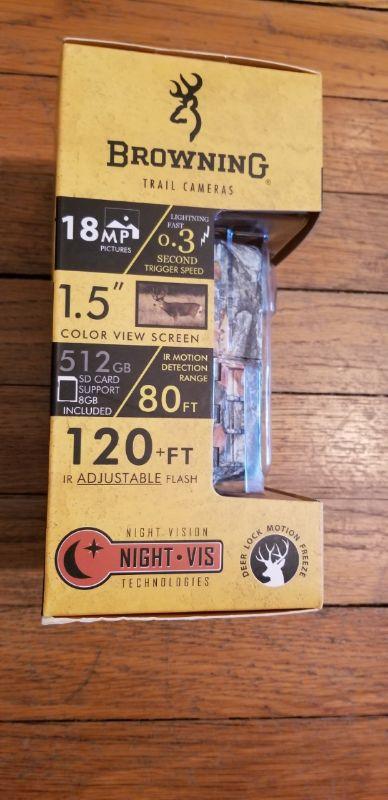 BROWNING®
TRAIL CAMERAS
18MP
PICTURES
LIGHTNING
FAST
0.3
SECOND
TRIGGER SPEED
1.5"
COLOR VIEW SCREEN
512GB
SD CARD
SUPPORT
8GB
INCLUDED
IR MOTION
DETECTION
RANGE
80FT
120+FT
IR ADJUSTABLE FLASH
NIGHT VISION
NIGHT•VIS
TECHNOLOGIES
DEER LOCK MOTION FREEZE